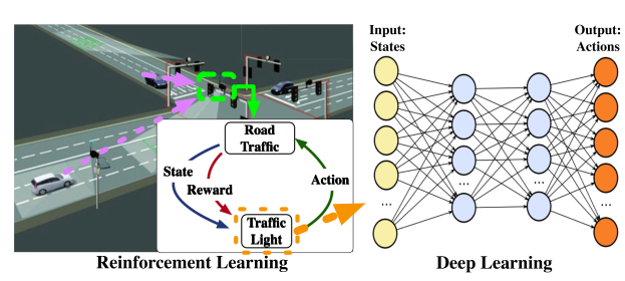 Input:
States
Output:
Actions
Road
Traffic
State
Reward
Action
Traffic
Light
...
...
...
...
Reinforcement Learning
Deep Learning